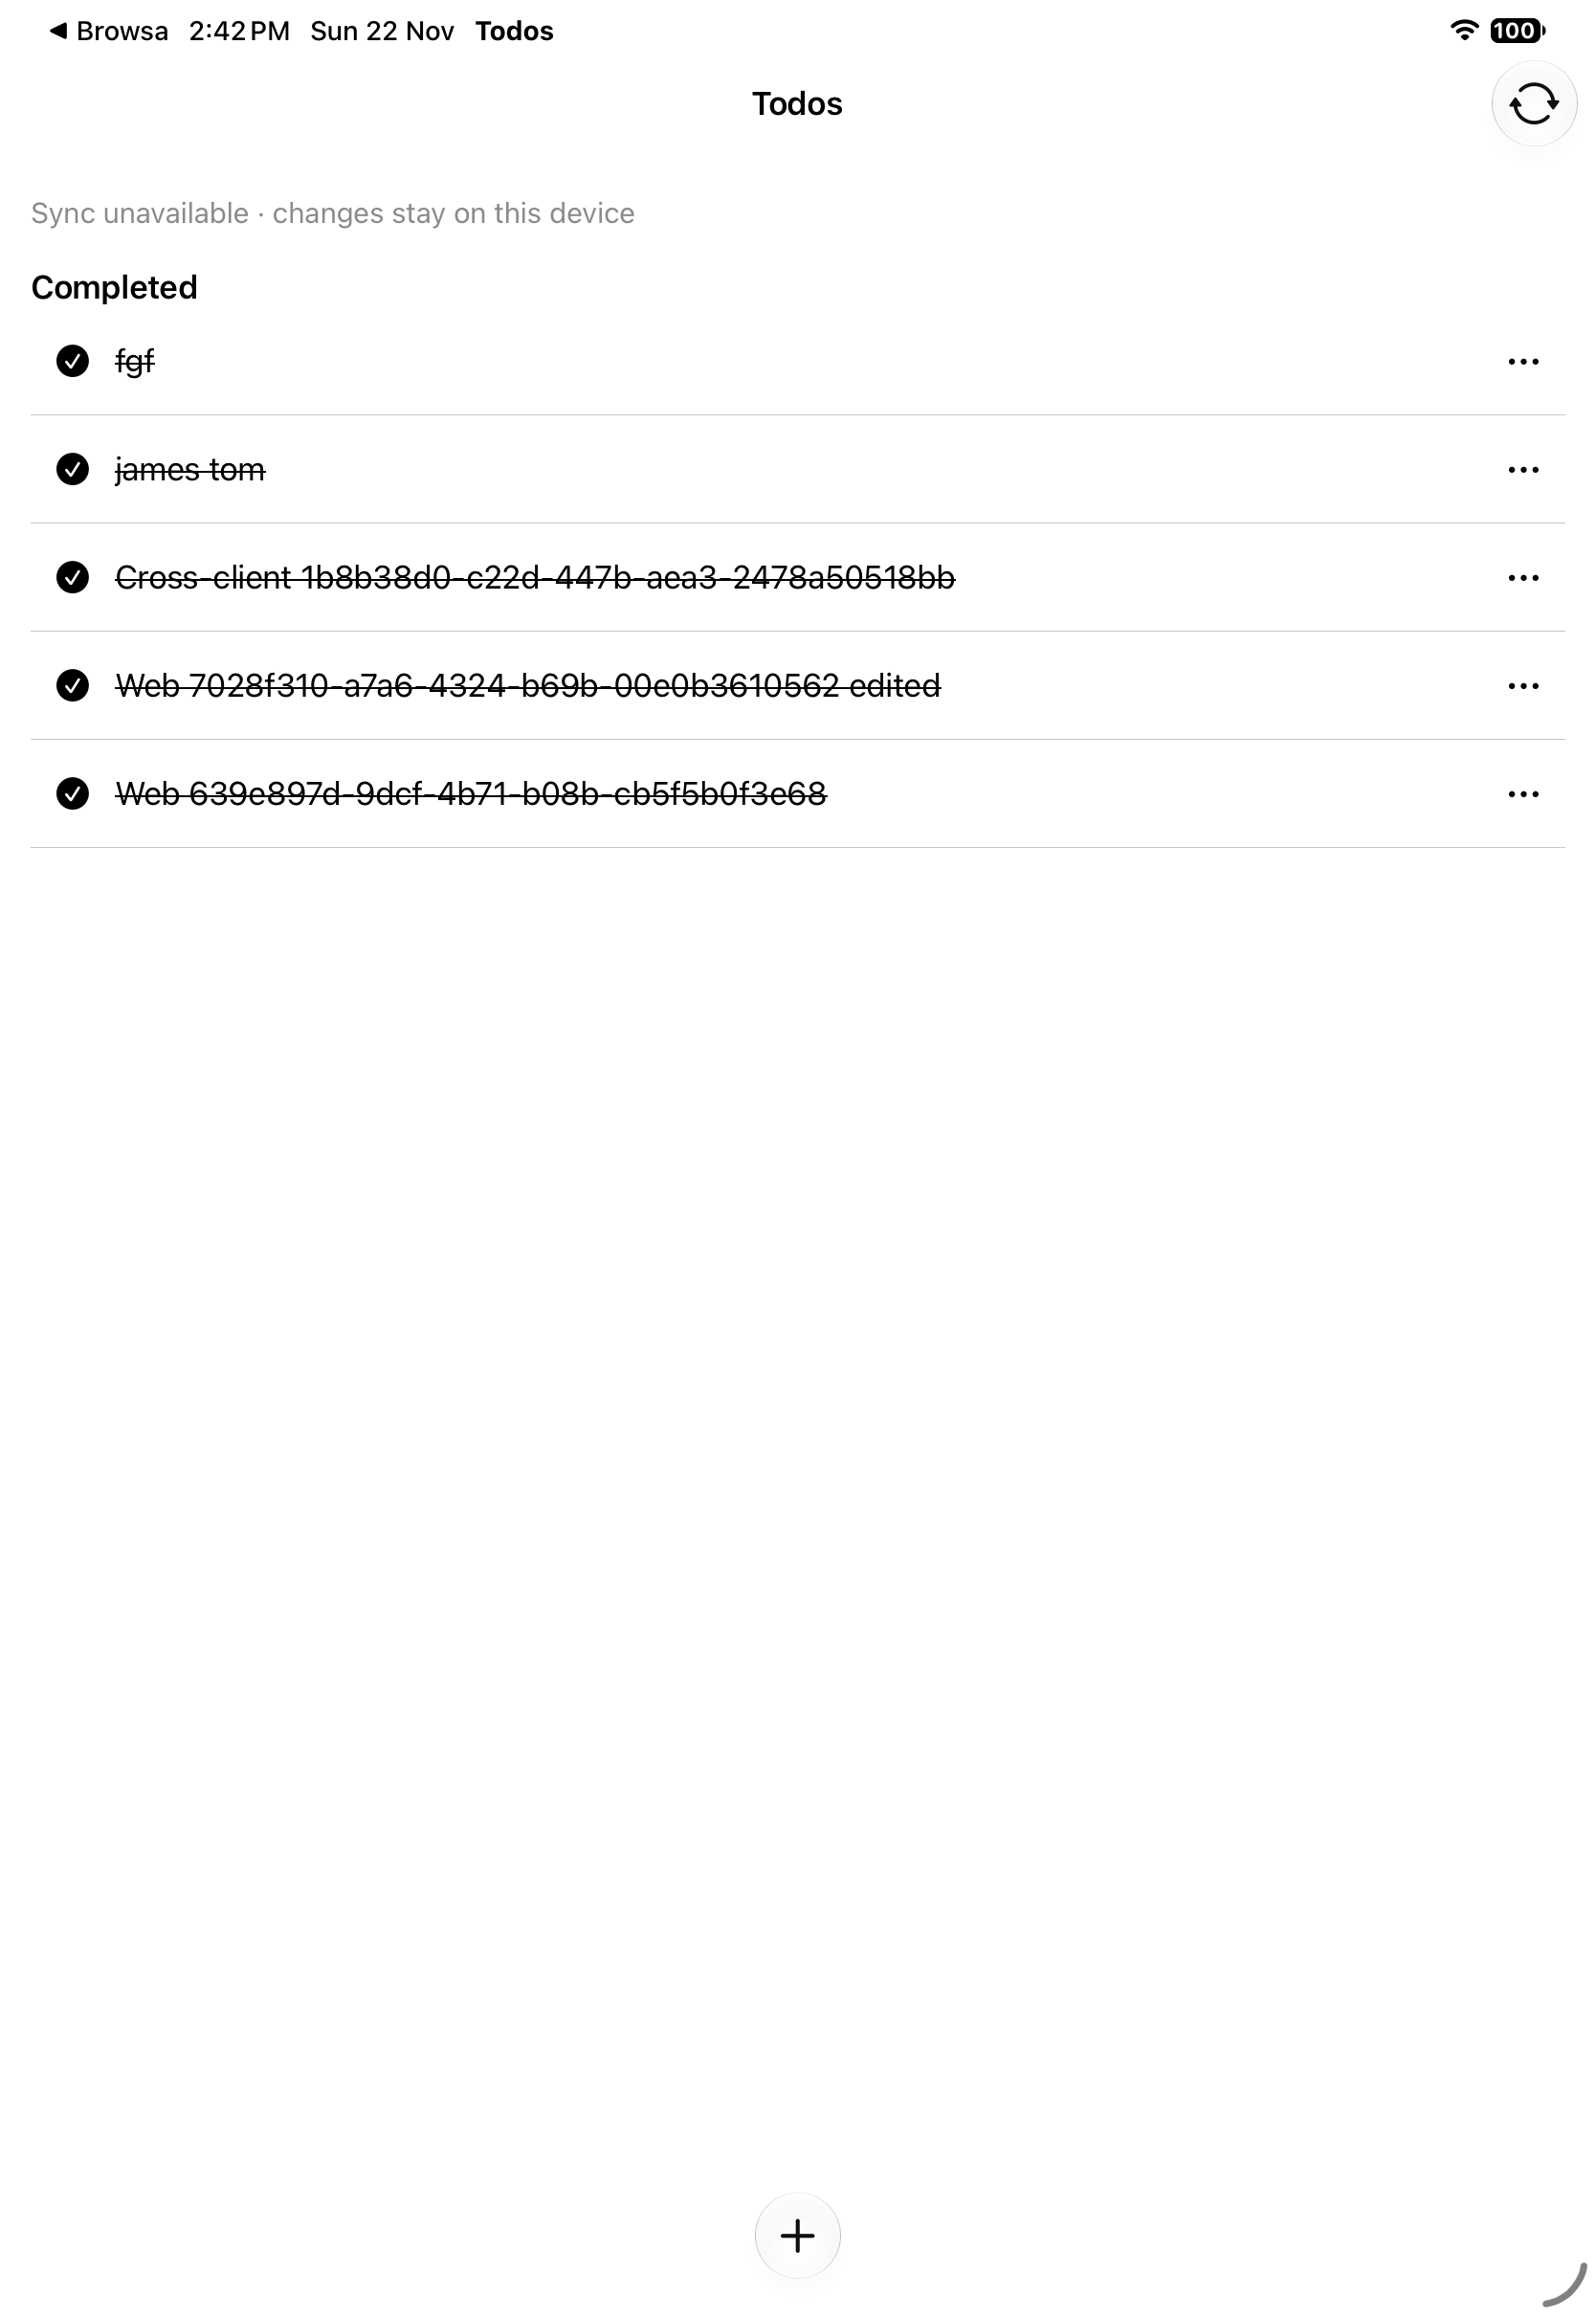 Browsa 2:42 PM Sun 22 Nov Todos 100
Todos
Sync unavailable · changes stay on this device
Completed
fgf
james tom
Cross-client 1b8b38d0-c22d-447b-aea3-2478a50518bb
Web 7028f310-a7a6-4324-b69b-00e0b3610562 edited
Web 639e897d-9dcf-4b71-b08b-cb5f5b0f3e68